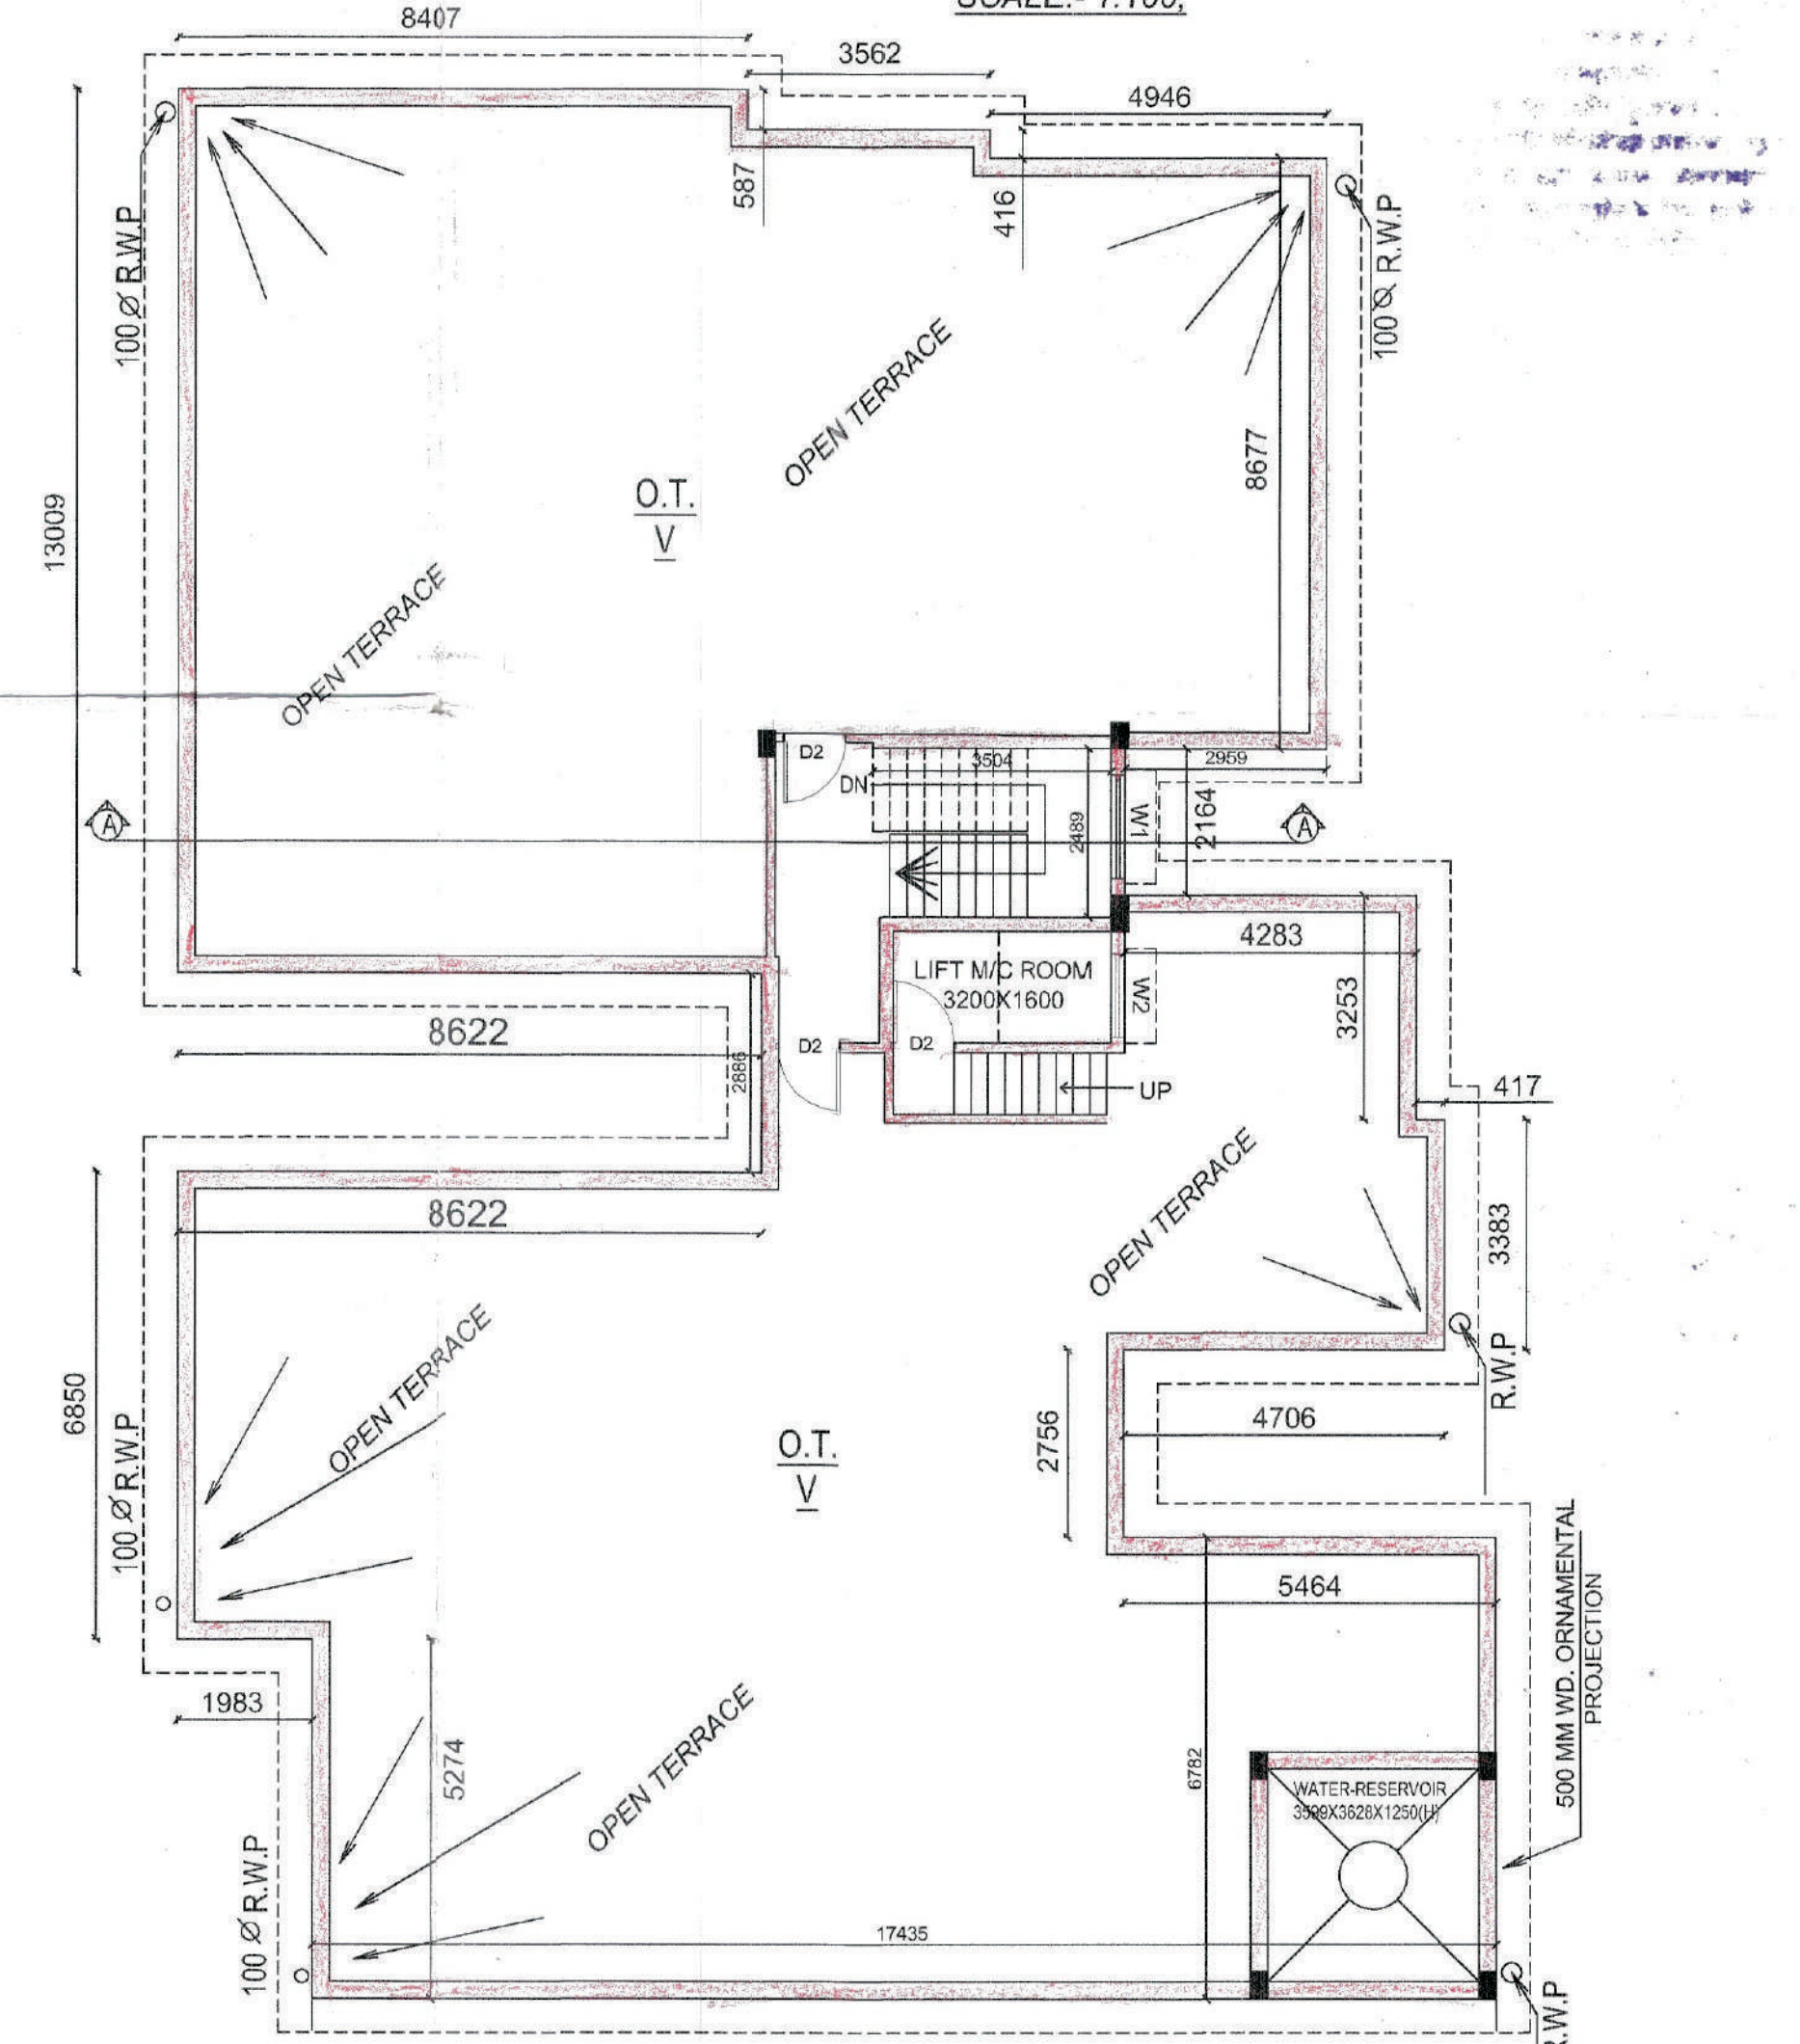 SCALE:- 1:100,
8407
3562
4946
587
416
100 Ø R.W.P
100 Ø R.W.P
OPEN TERRACE
8677
13009
O.T.
V
OPEN TERRACE
D2
3504
2959
DN
A
2489
W1
2164
A
4283
LIFT M/C ROOM
3200X1600
W2
3253
8622
2886
D2
D2
UP
417
8622
OPEN TERRACE
3383
6850
OPEN TERRACE
R.W.P
100 Ø R.W.P
O.T.
V
2756
4706
5464
500 MM WD. ORNAMENTAL
PROJECTION
1983
5274
OPEN TERRACE
6782
WATER-RESERVOIR
3599X3628X1250(H)
100 Ø R.W.P
17435